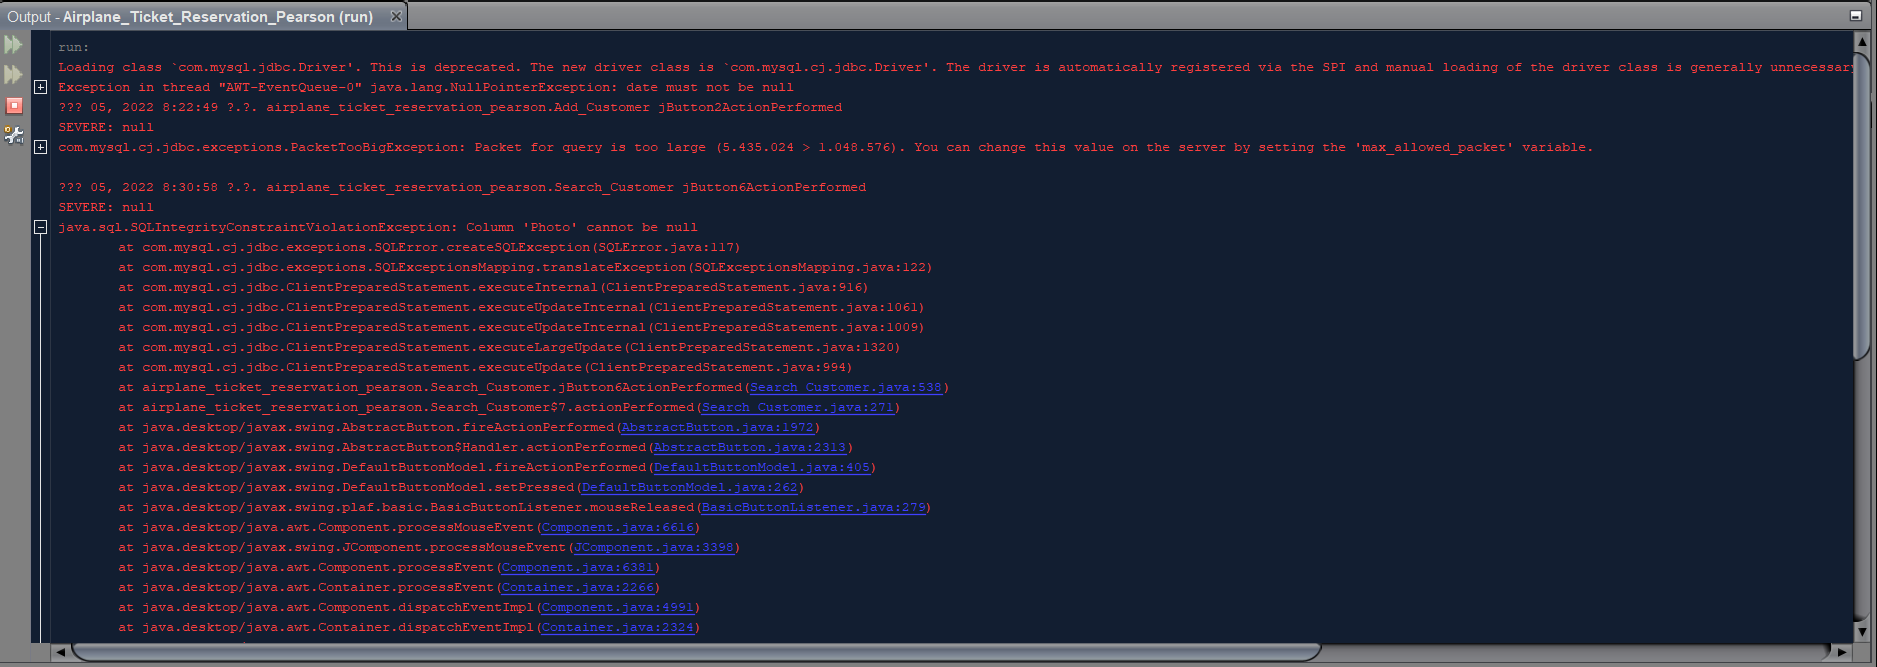 Output - Airplane_Ticket_Reservation_Pearson (run)
run:
Loading class `com.mysql.jdbc.Driver'. This is deprecated. The new driver class is `com.mysql.cj.jdbc.Driver'. The driver is automatically registered via the SPI and manual loading of the driver class is generally unnecessary
Exception in thread "AWT-EventQueue-0" java.lang.NullPointerException: date must not be null
??? 05, 2022 8:22:49 ?.?. airplane_ticket_reservation_pearson.Add_Customer jButton2ActionPerformed
SEVERE: null
com.mysql.cj.jdbc.exceptions.PacketTooBigException: Packet for query is too large (5.435.024 > 1.048.576). You can change this value on the server by setting the 'max_allowed_packet' variable.
??? 05, 2022 8:30:58 ?.?. airplane_ticket_reservation_pearson.Search_Customer jButton6ActionPerformed
SEVERE: null
java.sql.SQLIntegrityConstraintViolationException: Column 'Photo' cannot be null
at com.mysql.cj.jdbc.exceptions.SQLError.createSQLException(SQLError.java:117)
at com.mysql.cj.jdbc.exceptions.SQLExceptionsMapping.translateException(SQLExceptionsMapping.java:122)
at com.mysql.cj.jdbc.ClientPreparedStatement.executeInternal(ClientPreparedStatement.java:916)
at com.mysql.cj.jdbc.ClientPreparedStatement.executeUpdateInternal(ClientPreparedStatement.java:1061)
at com.mysql.cj.jdbc.ClientPreparedStatement.executeUpdateInternal(ClientPreparedStatement.java:1009)
at com.mysql.cj.jdbc.ClientPreparedStatement.executeLargeUpdate(ClientPreparedStatement.java:1320)
at com.mysql.cj.jdbc.ClientPreparedStatement.executeUpdate(ClientPreparedStatement.java:994)
at airplane_ticket_reservation_pearson.Search_Customer.jButton6ActionPerformed(Search_Customer.java:538)
at airplane_ticket_reservation_pearson.Search_Customer$7.actionPerformed(Search_Customer.java:271)
at java.desktop/javax.swing.AbstractButton.fireActionPerformed(AbstractButton.java:1972)
at java.desktop/javax.swing.AbstractButton$Handler.actionPerformed(AbstractButton.java:2313)
at java.desktop/javax.swing.DefaultButtonModel.fireActionPerformed(DefaultButtonModel.java:405)
at java.desktop/javax.swing.DefaultButtonModel.setPressed(DefaultButtonModel.java:262)
at java.desktop/javax.swing.plaf.basic.BasicButtonListener.mouseReleased(BasicButtonListener.java:279)
at java.desktop/java.awt.Component.processMouseEvent(Component.java:6616)
at java.desktop/javax.swing.JComponent.processMouseEvent(JComponent.java:3398)
at java.desktop/java.awt.Component.processEvent(Component.java:6381)
at java.desktop/java.awt.Container.processEvent(Container.java:2266)
at java.desktop/java.awt.Component.dispatchEventImpl(Component.java:4991)
at java.desktop/java.awt.Container.dispatchEventImpl(Container.java:2324)